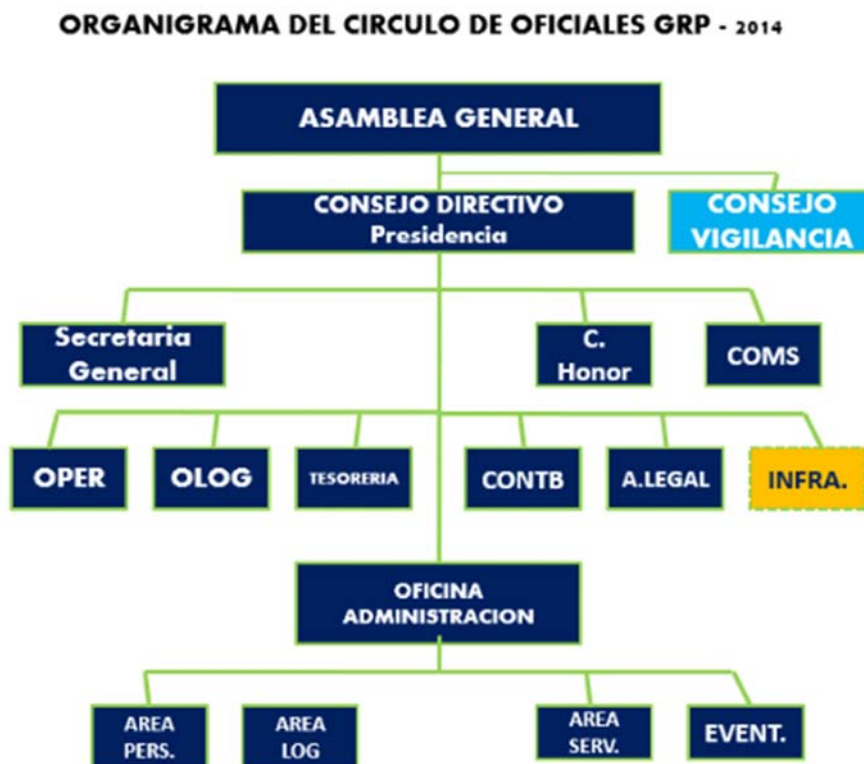 ORGANIGRAMA DEL CIRCULO DE OFICIALES GRP - 2014
ASAMBLEA GENERAL
CONSEJO DIRECTIVO
Presidencia
CONSEJO
VIGILANCIA
Secretaria
General
C.
Honor
COMS
OPER
OLOG
TESORERIA
CONTB
A.LEGAL
INFRA.
OFICINA
ADMINISTRACION
AREA
PERS.
AREA
LOG
AREA
SERV.
EVENT.